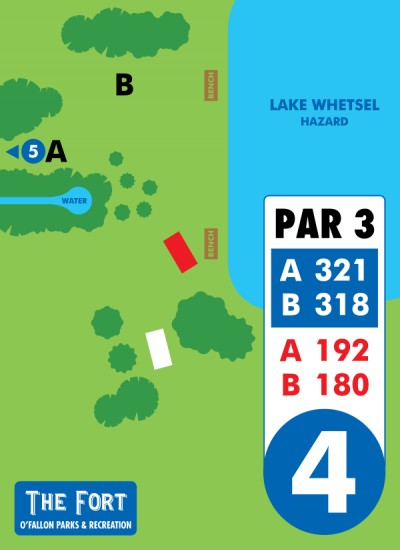 B
BENCH
LAKE WHETSEL
HAZARD
5 A
WATER
BENCH
PAR 3
A 321
B 318
A 192
B 180
4
THE FORT
O'FALLON PARKS & RECREATION